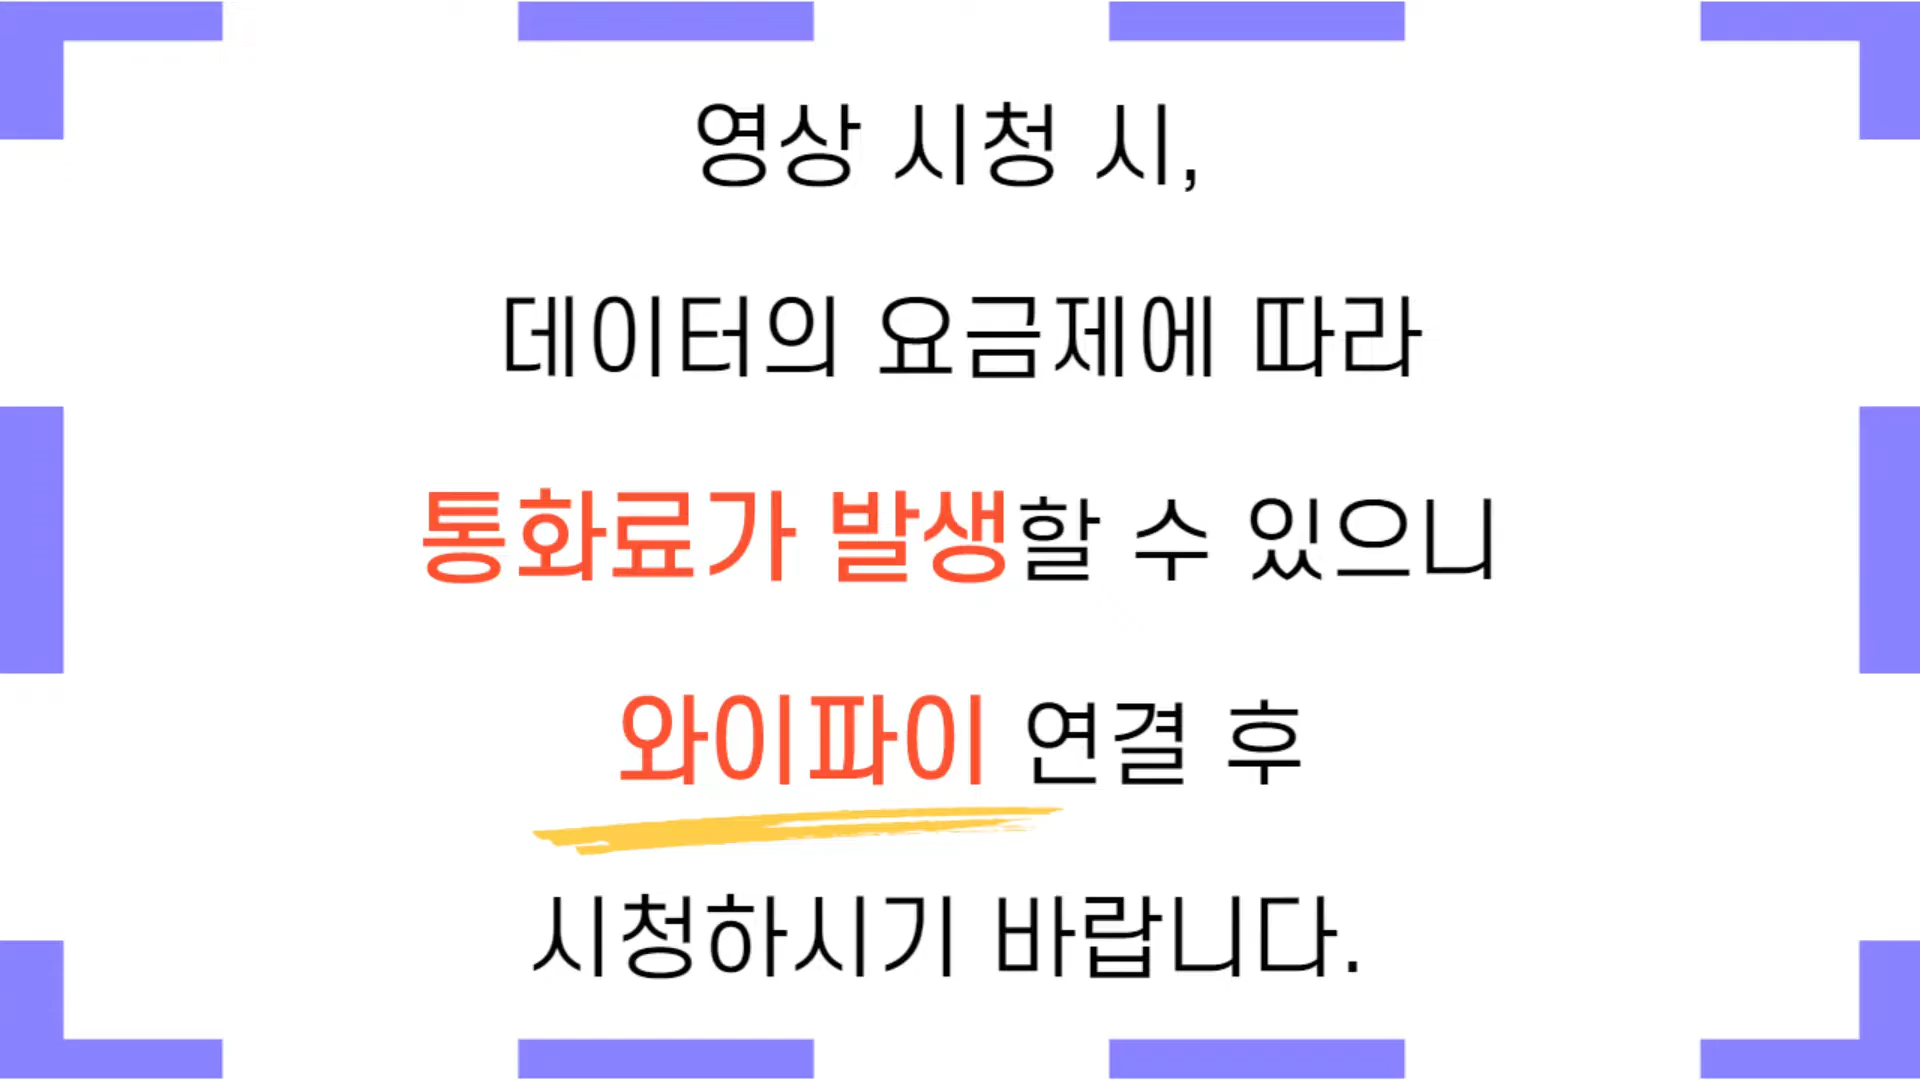 영상 시청 시,
데이터의 요금제에 따라
통화료가 발생할 수 있으니
와이파이 연결 후
시청하시기 바랍니다.